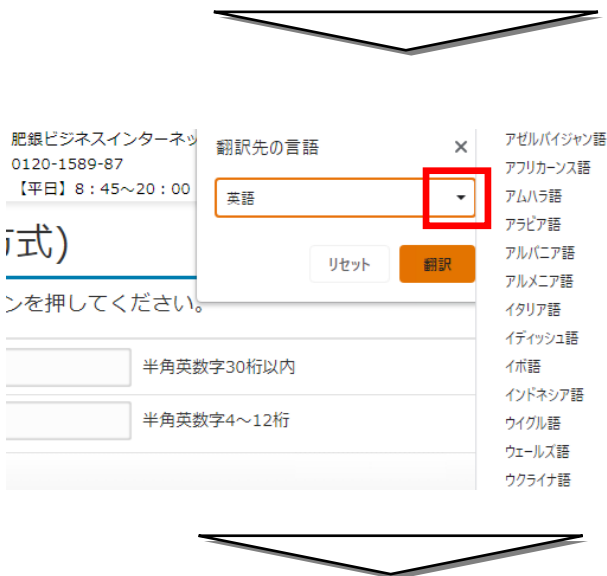 肥銀ビジネスインターネッ
0120-1589-87
【平日】8：45～20：00
式)
ンを押してください。
半角英数字30桁以内
半角英数字4～12桁
翻訳先の言語
×
英語
リセット
翻訳
アゼルバイジャン語
アフリカーンス語
アムハラ語
アラビア語
アルバニア語
アルメニア語
イタリア語
イディッシュ語
イボ語
インドネシア語
ウイグル語
ウェールズ語
ウクライナ語